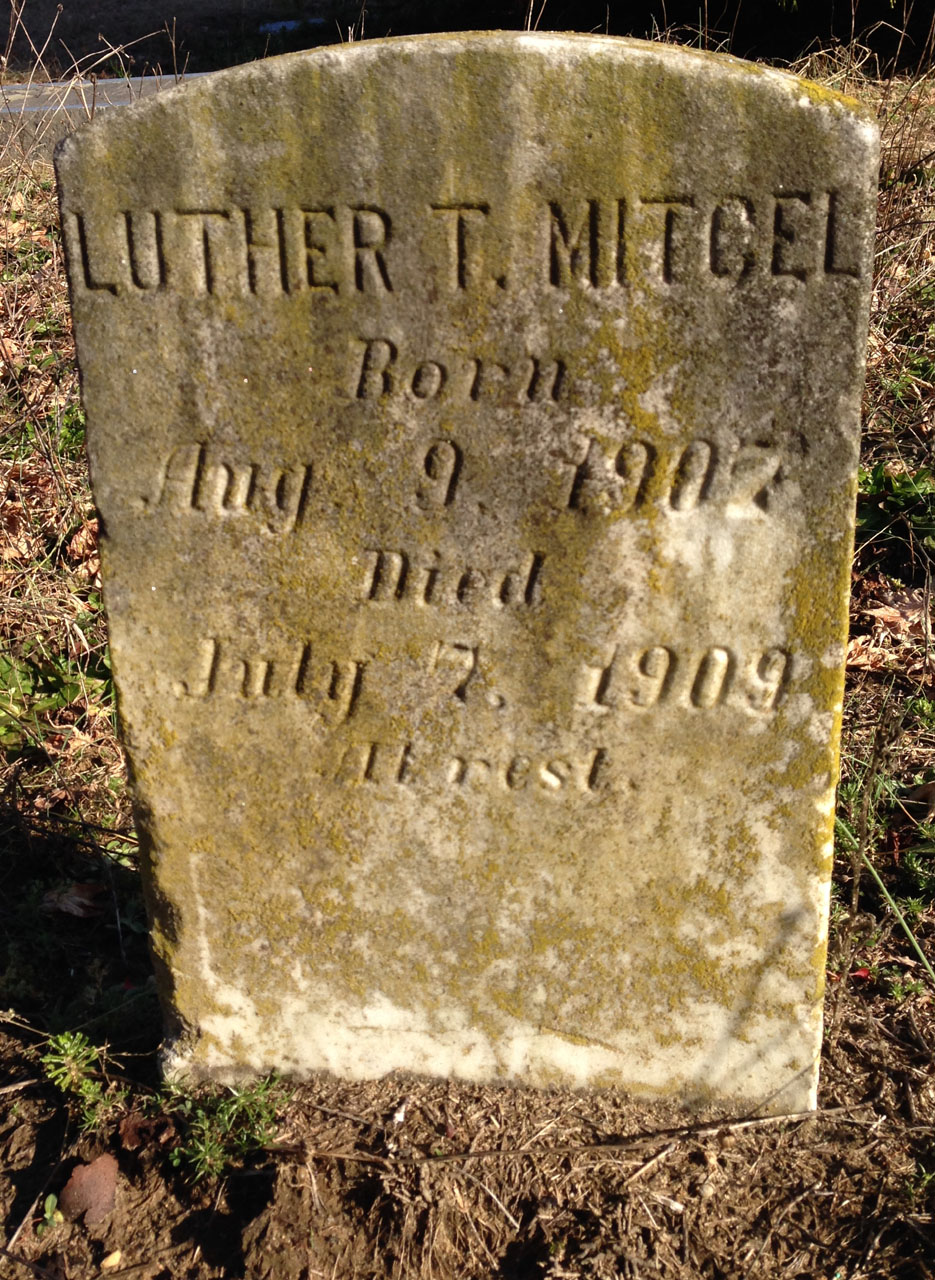 LUTHER T. MITCEL
Born
Aug 9. 1907
Died
July 7. 1909
At rest.